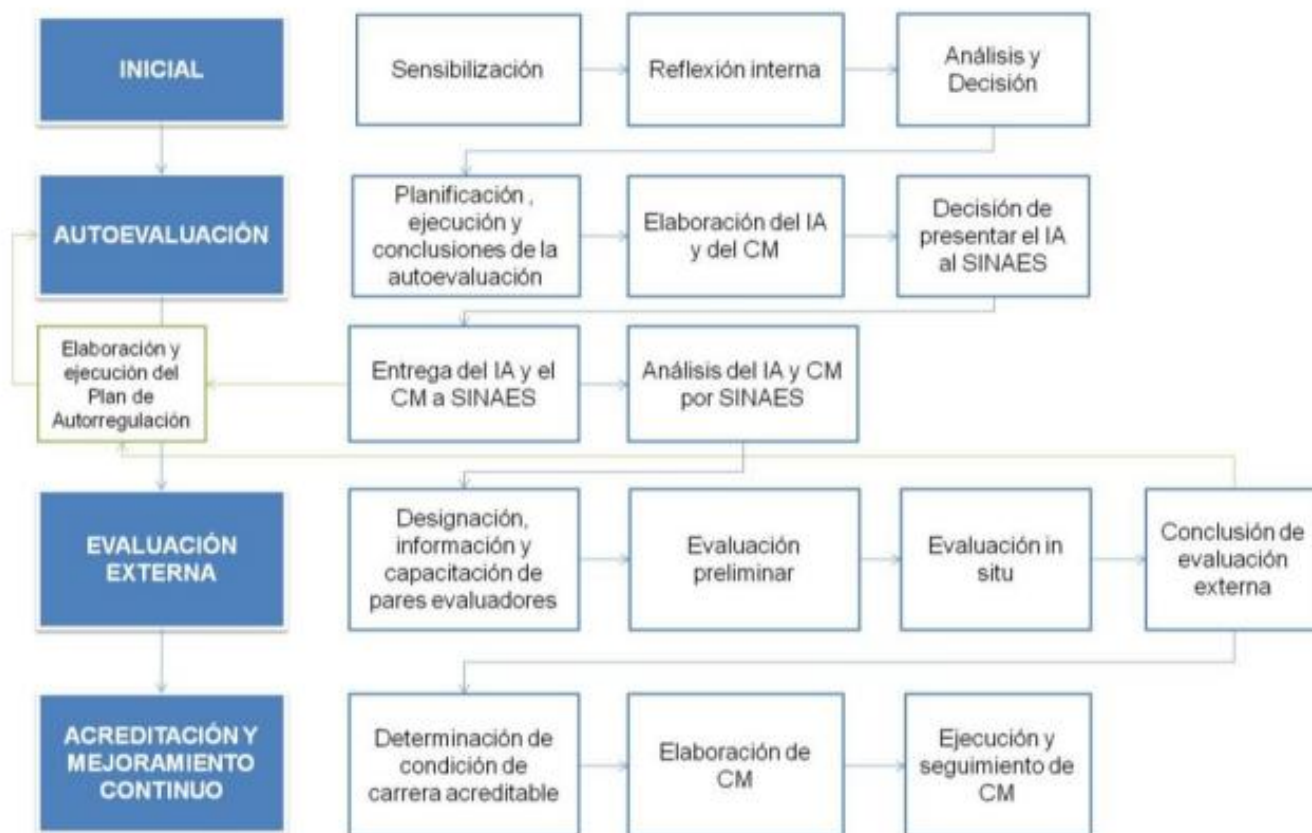 INICIAL
Sensibilización
Reflexión interna
Análisis y
Decisión
AUTOEVALUACIÓN
Planificación ,
ejecución y
conclusiones de la
autoevaluación
Elaboración del IA
y del CM
Decisión de
presentar el IA
al SINAES
Elaboración y
ejecución del
Plan de
Autorregulación
Entrega del IA y el
CM a SINAES
Análisis del IA y CM
por SINAES
EVALUACIÓN
EXTERNA
Designación,
información y
capacitación de
pares evaluadores
Evaluación
preliminar
Evaluación in
situ
Conclusión de
evaluación
externa
ACREDITACIÓN Y
MEJORAMIENTO
CONTINUO
Determinación de
condición de
carrera acreditable
Elaboración de
CM
Ejecución y
seguimiento de
CM